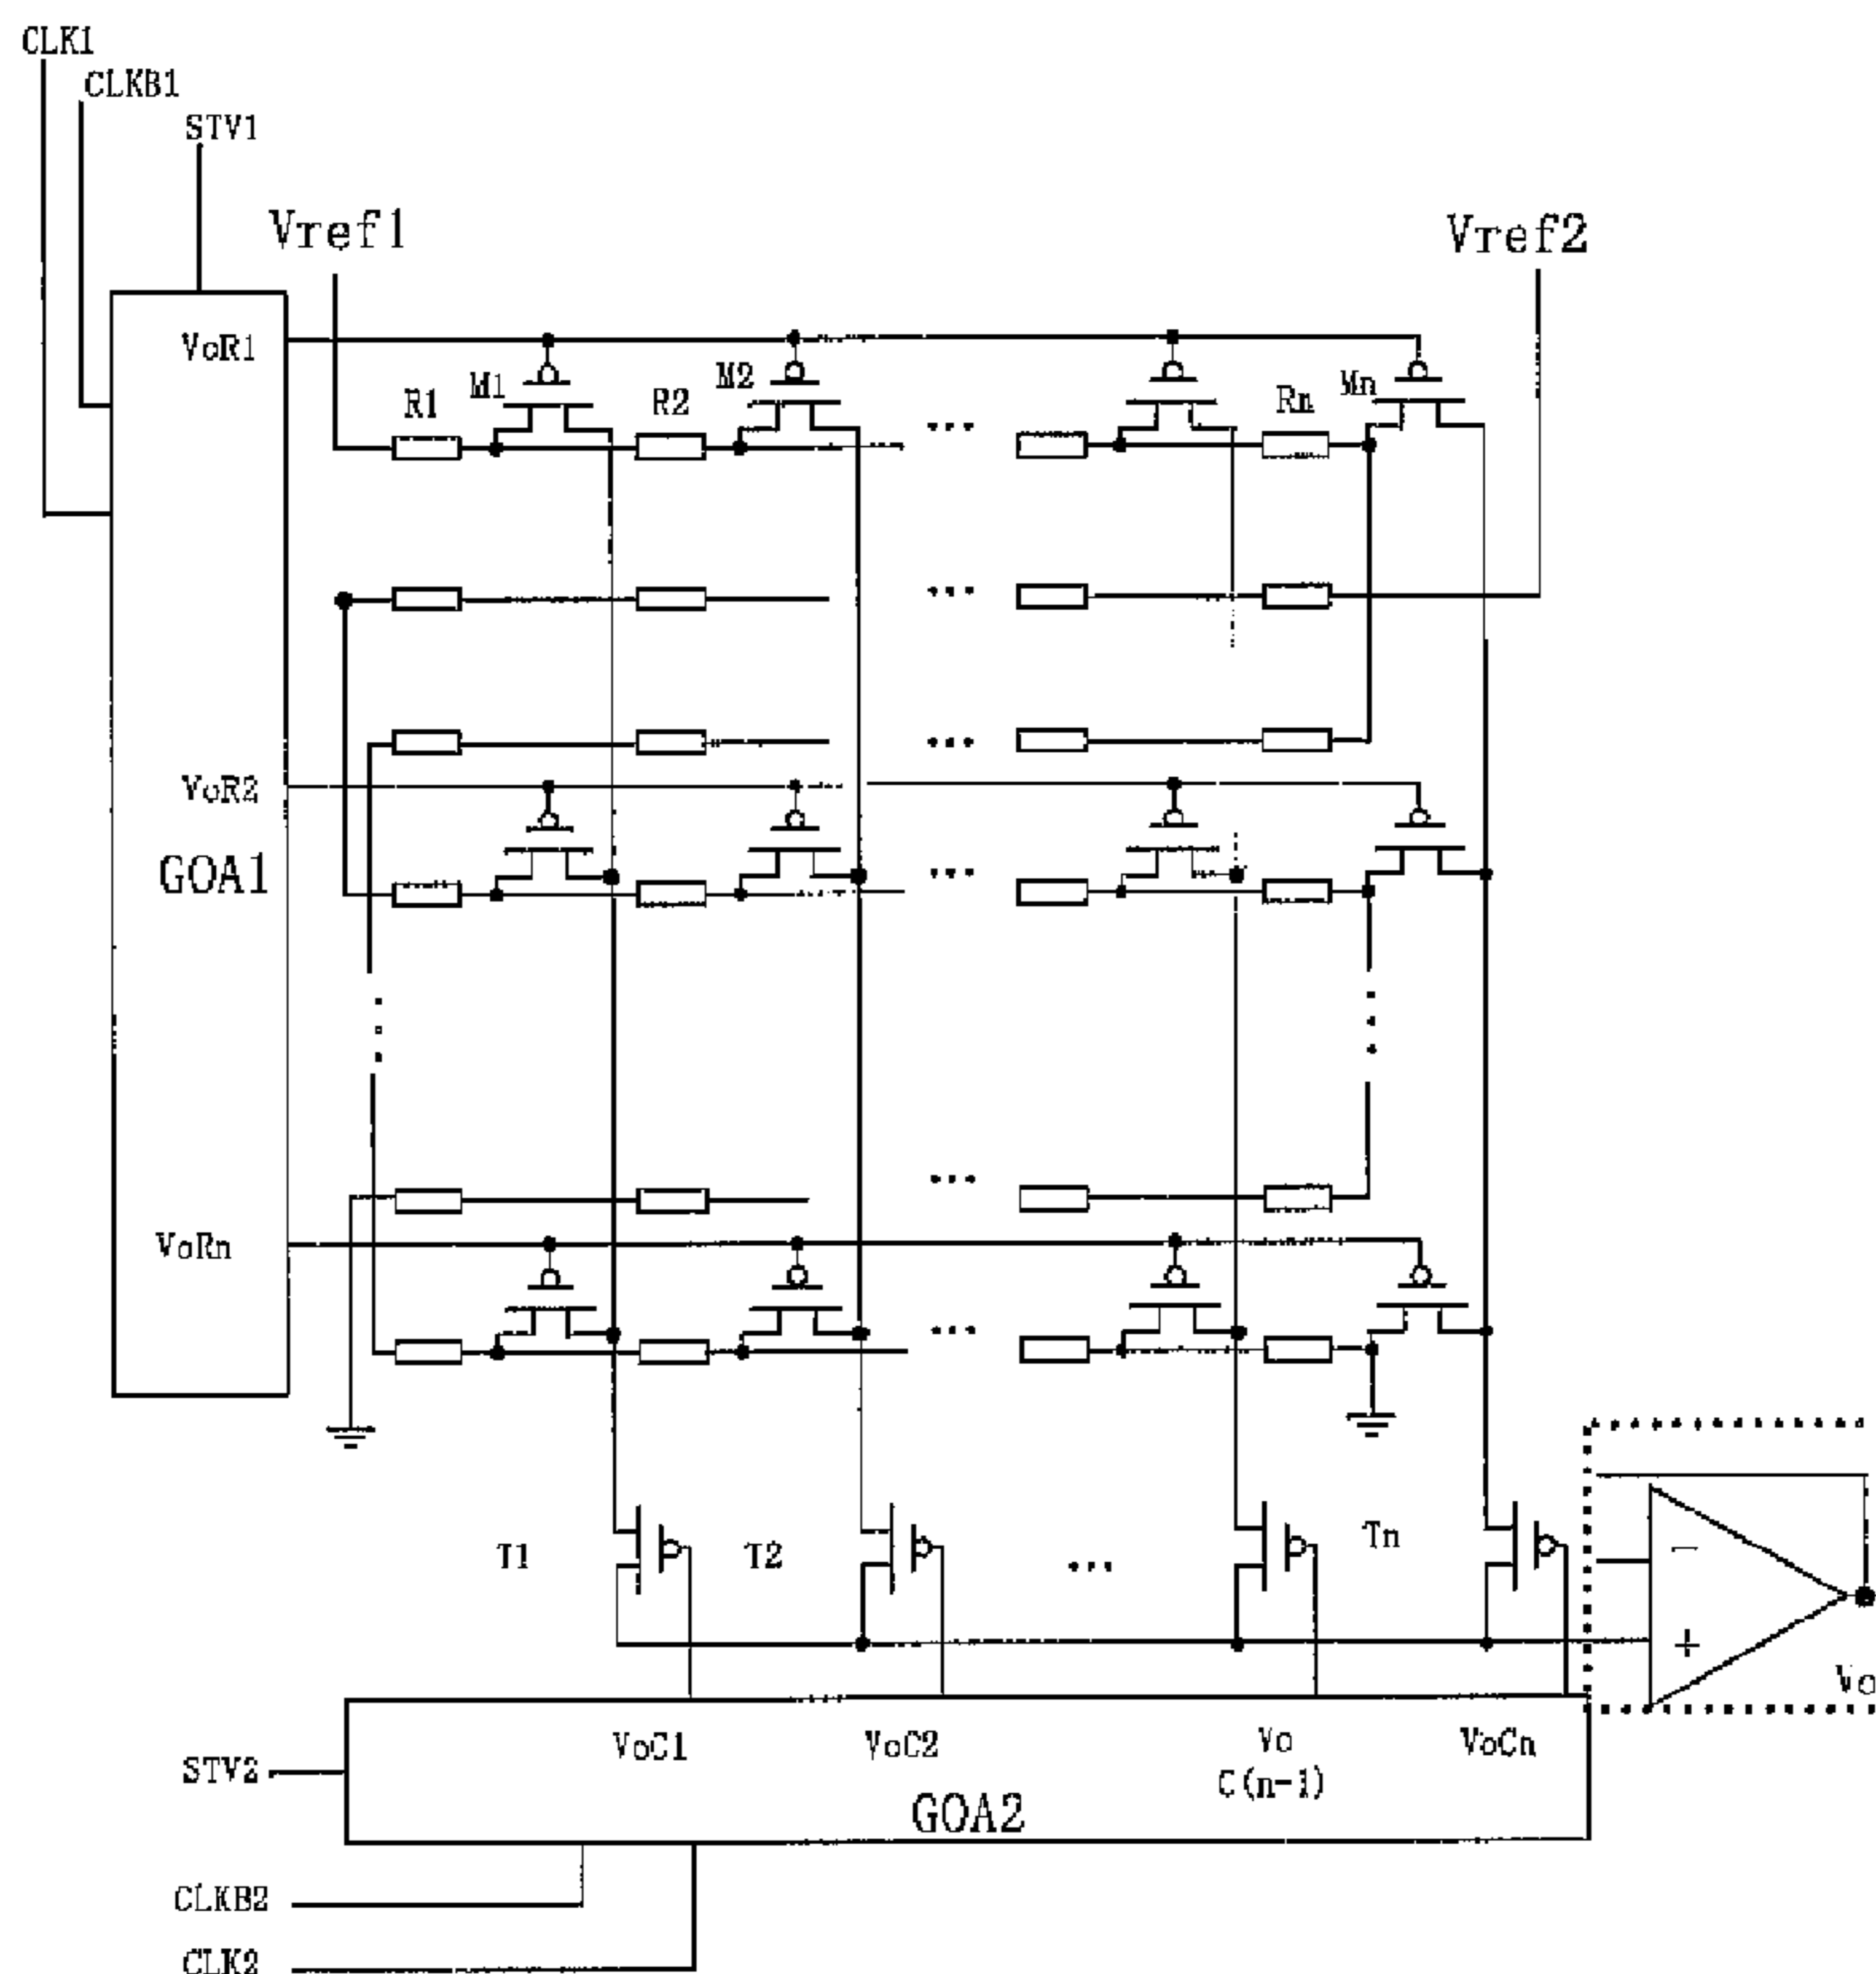 CLK1
CLKB1
STV1
Vref1
Vref2
VoR1
R1
M1
R2
M2
...
Rn
Mn
...
...
VoR2
GOA1
...
...
VoRn
...
T1
T2
...
Tn
−
+
Vo
VoC1
VoC2
Vo
C(n-1)
VoCn
STV2
GOA2
CLKB2
CLK2